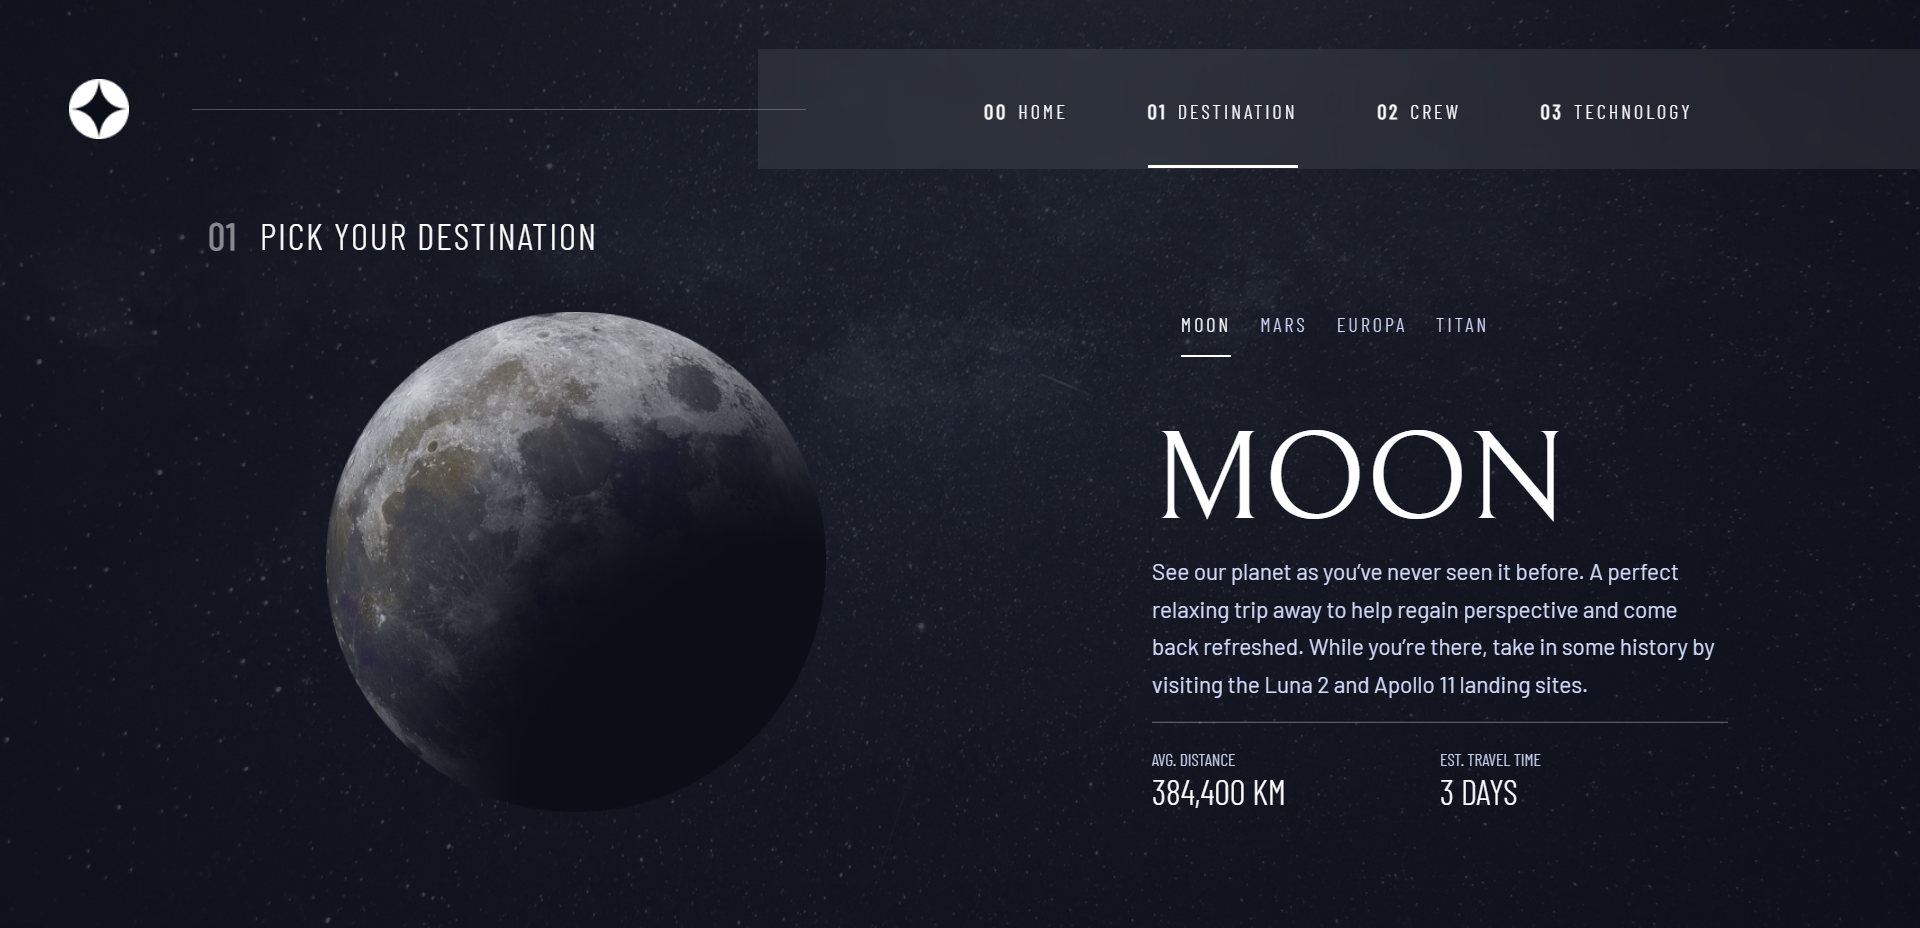 00 HOME 01 DESTINATION 02 CREW 03 TECHNOLOGY
01 PICK YOUR DESTINATION
MOON MARS EUROPA TITAN
MOON
See our planet as you’ve never seen it before. A perfect
relaxing trip away to help regain perspective and come
back refreshed. While you’re there, take in some history by
visiting the Luna 2 and Apollo 11 landing sites.
AVG. DISTANCE
384,400 KM
EST. TRAVEL TIME
3 DAYS